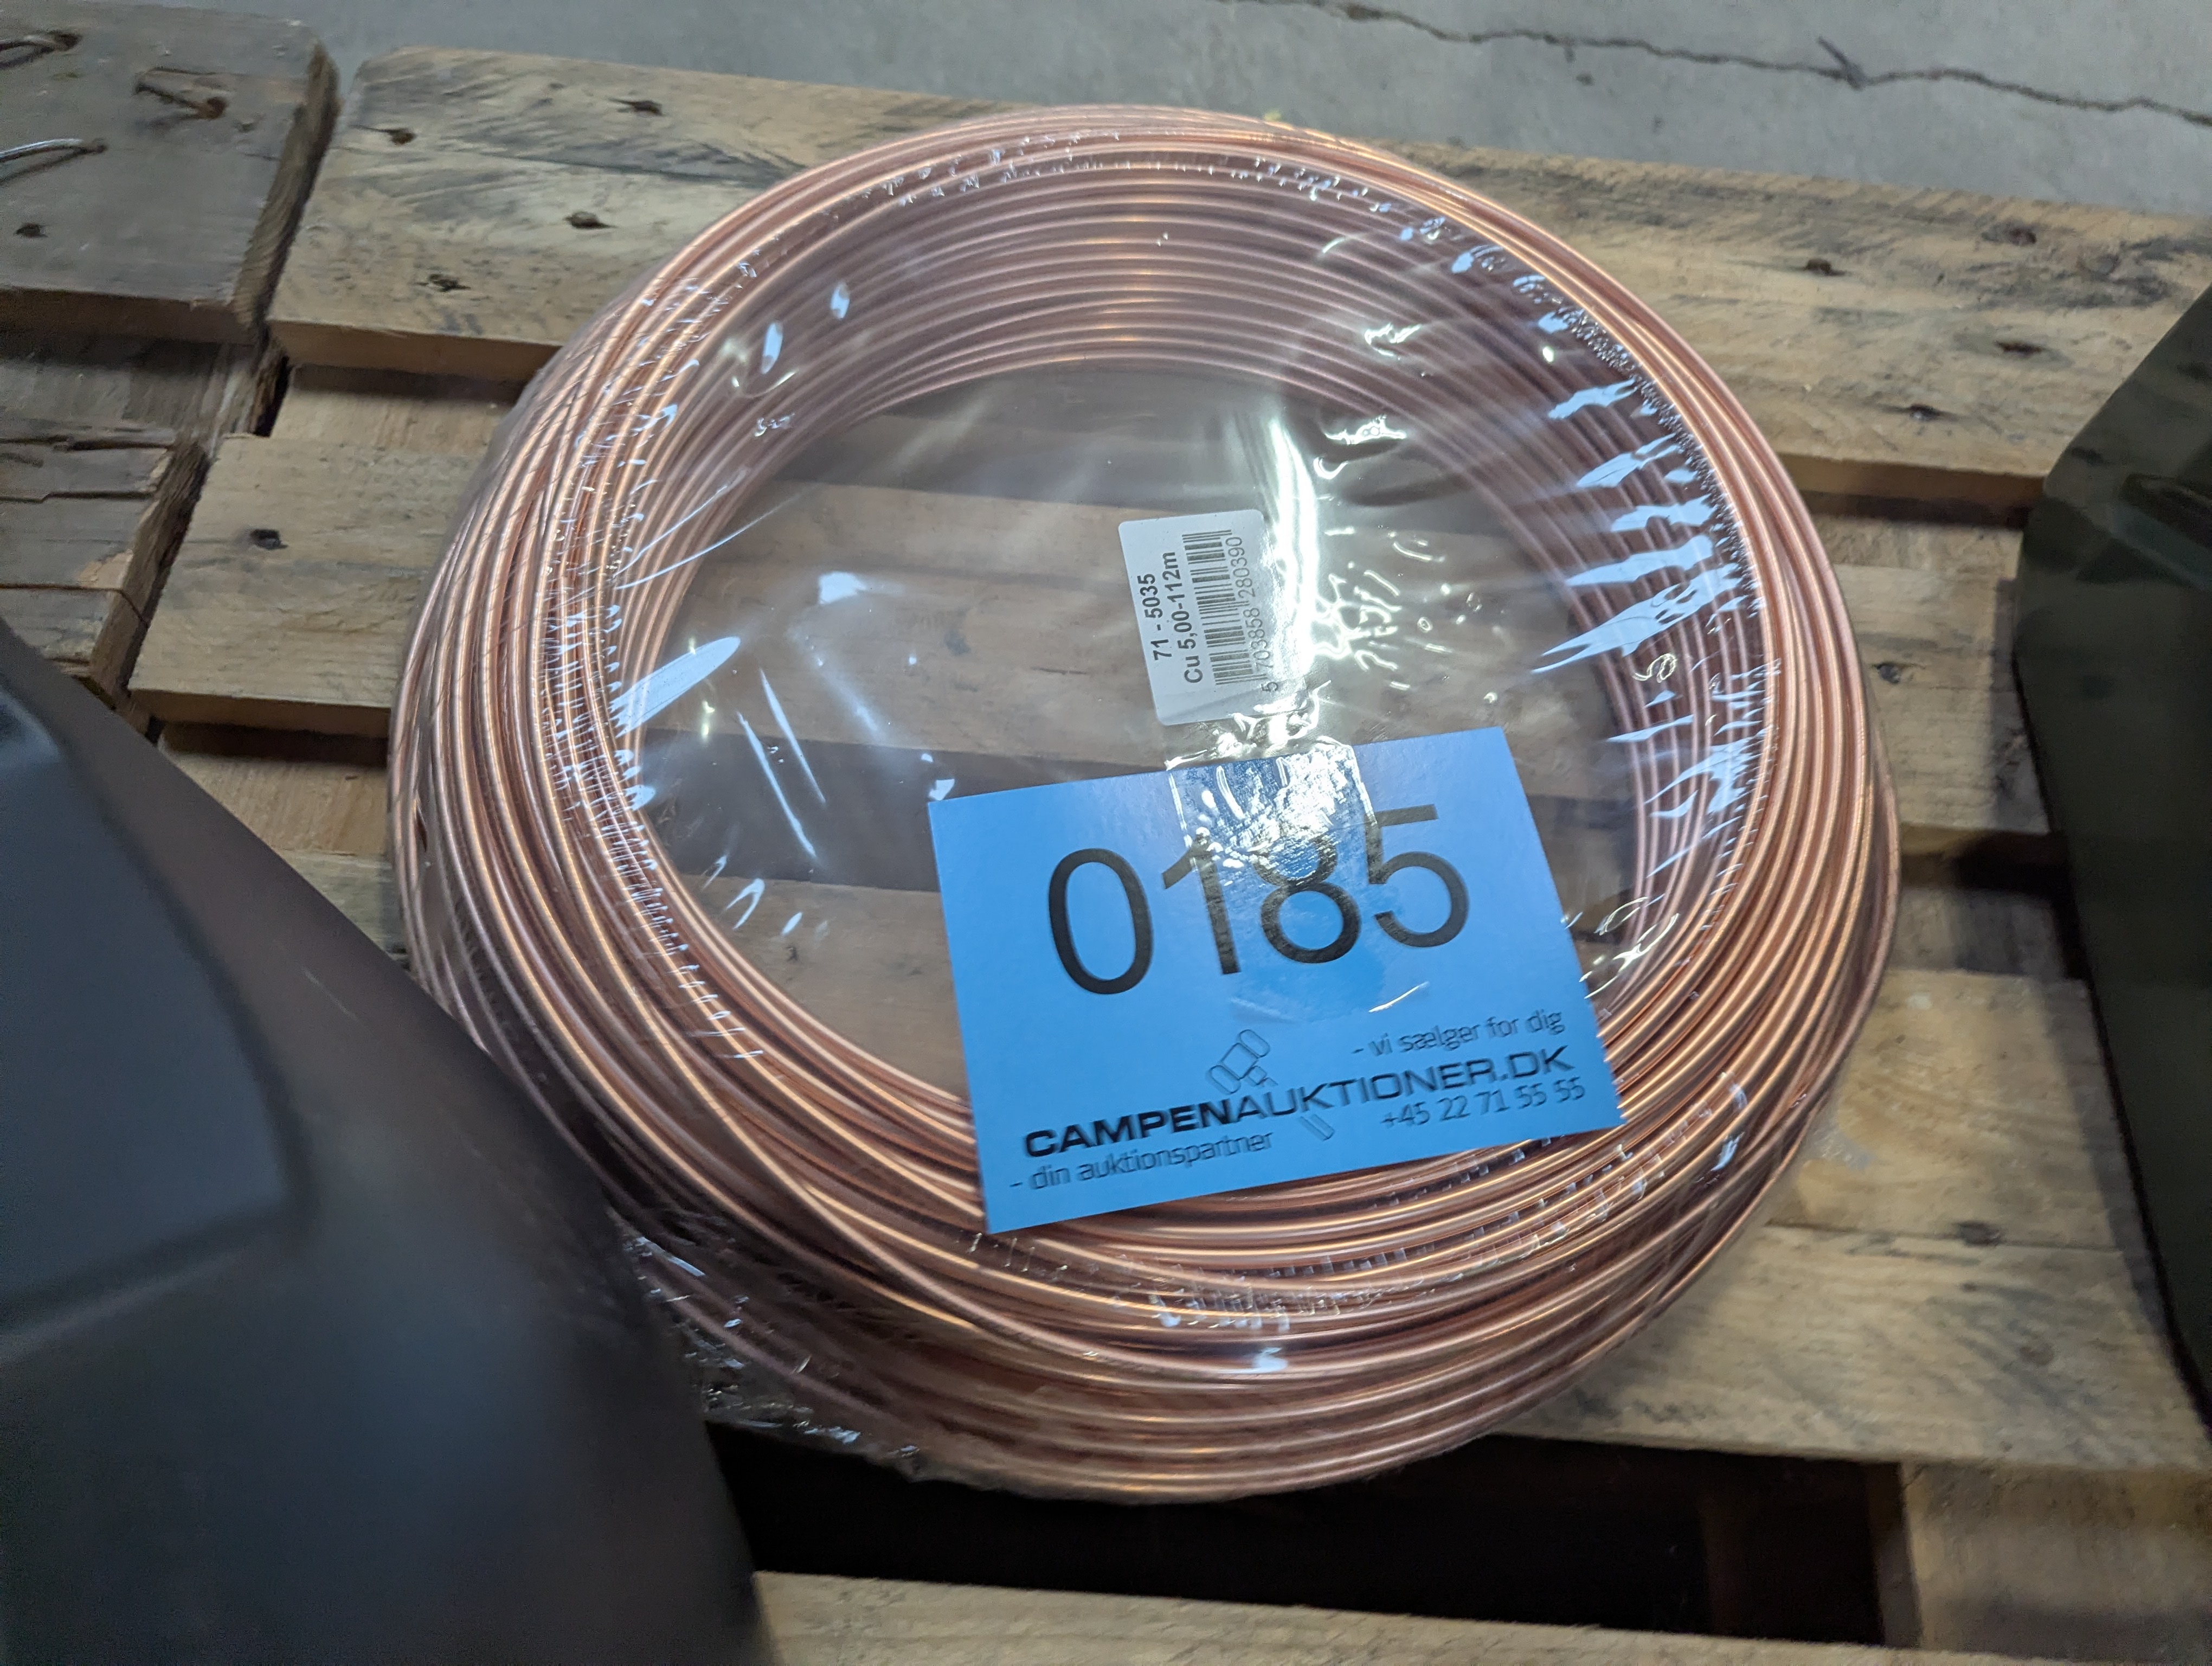 71 - 5035
Cu 5,00-112m
5 703858 280390
0185
- vi sælger for dig
CAMPENAUKTIONER.DK
- din auktionspartner
+45 22 71 55 55